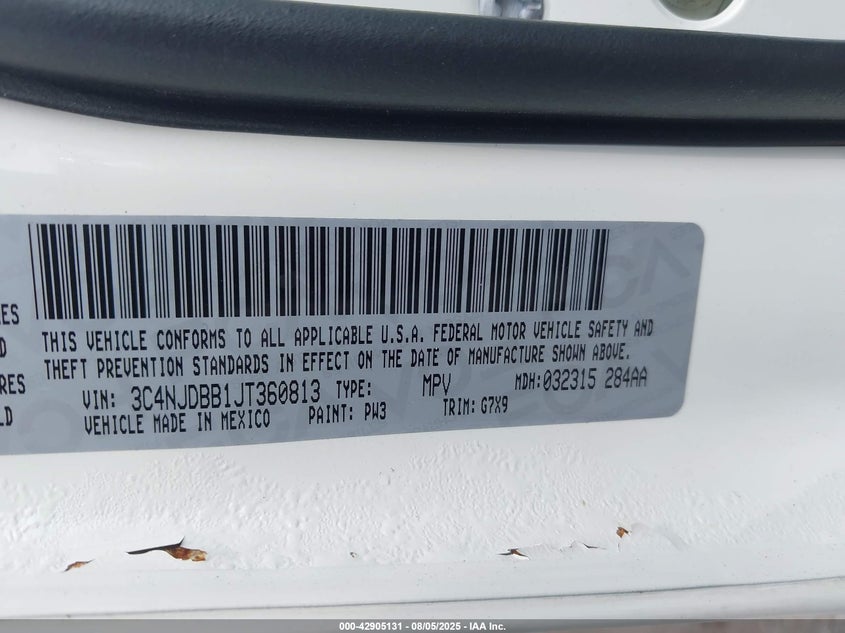 THIS VEHICLE CONFORMS TO ALL APPLICABLE U.S.A. FEDERAL MOTOR VEHICLE SAFETY AND
THEFT PREVENTION STANDARDS IN EFFECT ON THE DATE OF MANUFACTURE SHOWN ABOVE.
VIN: 3C4NJDBB1JT360813 TYPE: MPV MDH: 032315 284AA
VEHICLE MADE IN MEXICO PAINT: PW3 TRIM: G7X9
000-42905131 - 08/05/2025 - IAA Inc.